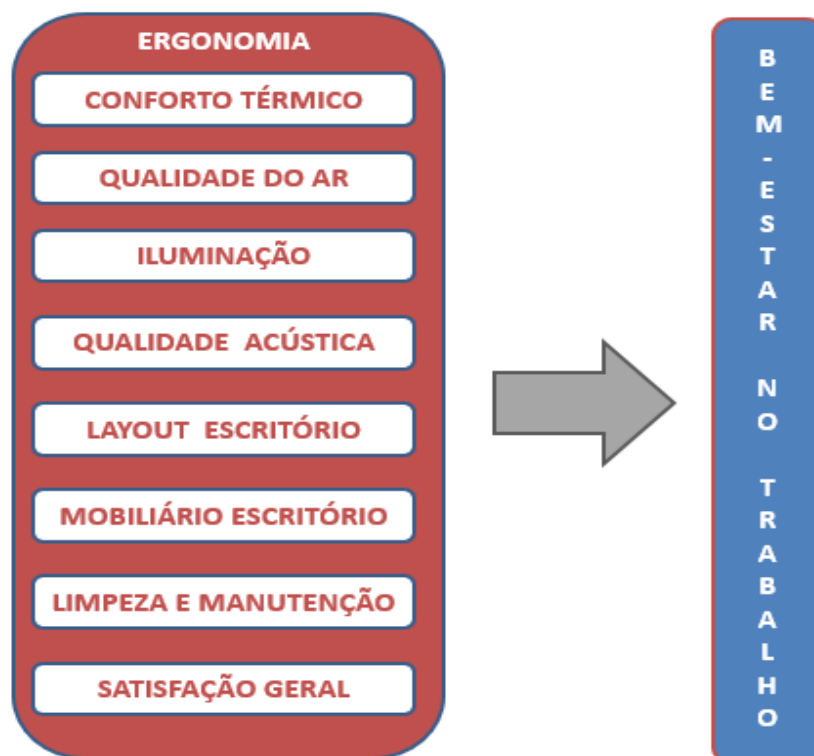 ERGONOMIA
CONFORTO TÉRMICO
QUALIDADE DO AR
ILUMINAÇÃO
QUALIDADE ACÚSTICA
LAYOUT ESCRITÓRIO
MOBILIÁRIO ESCRITÓRIO
LIMPEZA E MANUTENÇÃO
SATISFAÇÃO GERAL
BEM-ESTAR NO TRABALHO